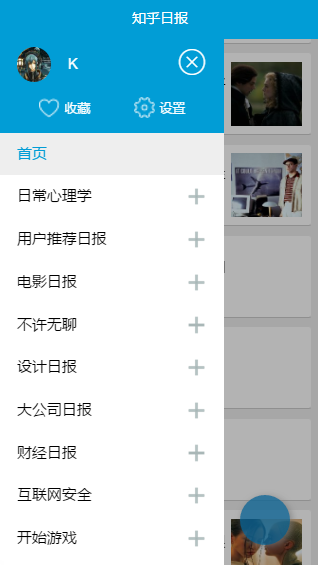 知乎日报
K
收藏
设置
首页
日常心理学
用户推荐日报
电影日报
不许无聊
设计日报
大公司日报
财经日报
互联网安全
开始游戏